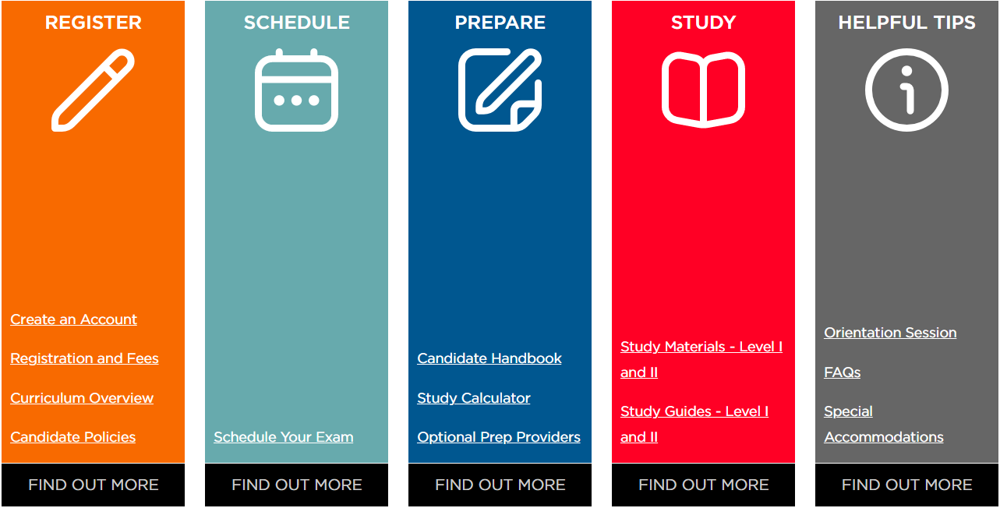 REGISTER
Create an Account
Registration and Fees
Curriculum Overview
Candidate Policies
FIND OUT MORE
SCHEDULE
Schedule Your Exam
FIND OUT MORE
PREPARE
Candidate Handbook
Study Calculator
Optional Prep Providers
FIND OUT MORE
STUDY
Study Materials - Level I
and II
Study Guides - Level I
and II
FIND OUT MORE
HELPFUL TIPS
Orientation Session
FAQs
Special
Accommodations
FIND OUT MORE